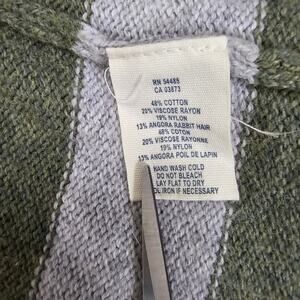 RN 54485
CA 03873
48% COTTON
20% VISCOSE RAYON
19% NYLON
13% ANGORA RABBIT HAIR
48% COTON
20% VISCOSE RAYONNE
19% NYLON
13% ANGORA POIL DE LAPIN
HAND WASH COLD
DO NOT BLEACH
LAY FLAT TO DRY
OL IRON IF NECESSARY